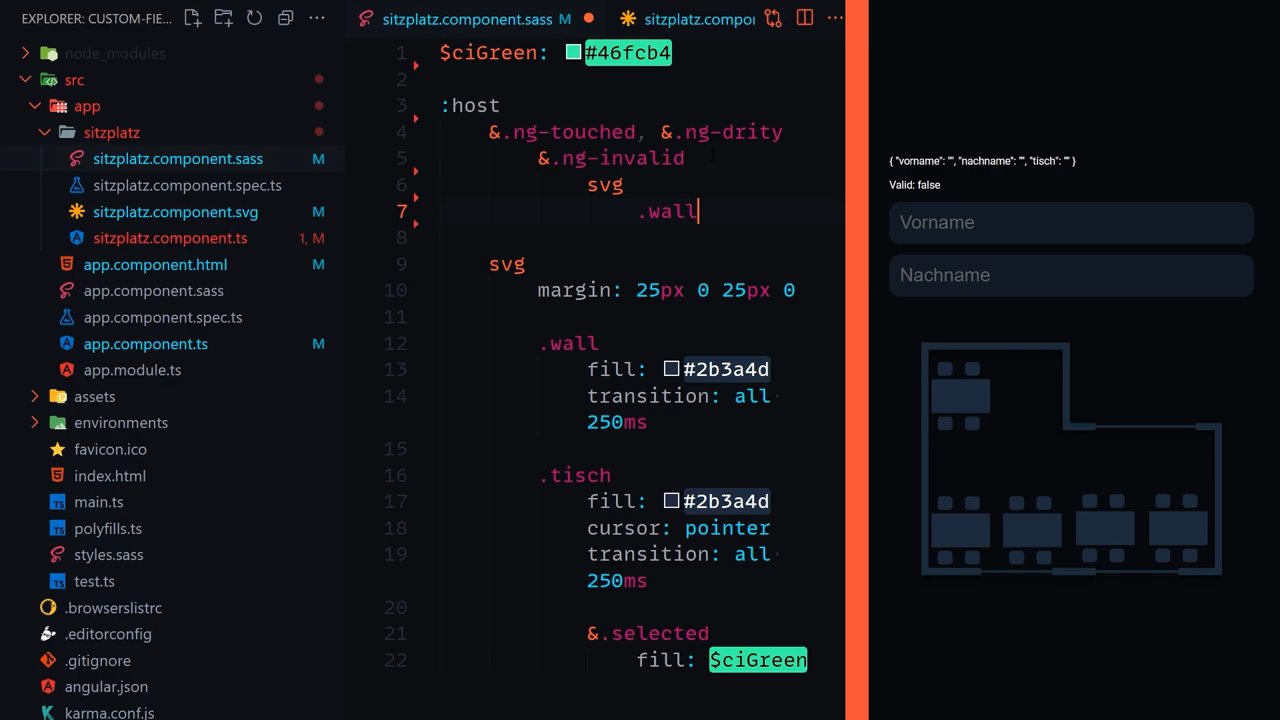 EXPLORER: CUSTOM-FIE...
node_modules
src
app
sitzplatz
sitzplatz.component.sass M
sitzplatz.component.spec.ts
sitzplatz.component.svg M
sitzplatz.component.ts 1, M
app.component.html M
app.component.sass
app.component.spec.ts
app.component.ts M
app.module.ts
assets
environments
favicon.ico
index.html
main.ts
polyfills.ts
styles.sass
test.ts
.browserslistrc
.editorconfig
.gitignore
angular.json
karma.conf.js
sitzplatz.component.sass M
sitzplatz.compo
1 $ciGreen: #46fcb4
2
3 :host
4 &.ng-touched, &.ng-drity
5 &.ng-invalid
6 svg
7 .wall
8
9 svg
10 margin: 25px 0 25px 0
11
12 .wall
13 fill: #2b3a4d
14 transition: all
250ms
15
16 .tisch
17 fill: #2b3a4d
18 cursor: pointer
19 transition: all
250ms
20
21 &.selected
22 fill: $ciGreen
{ "vorname": "", "nachname": "", "tisch": "" }
Valid: false
Vorname
Nachname